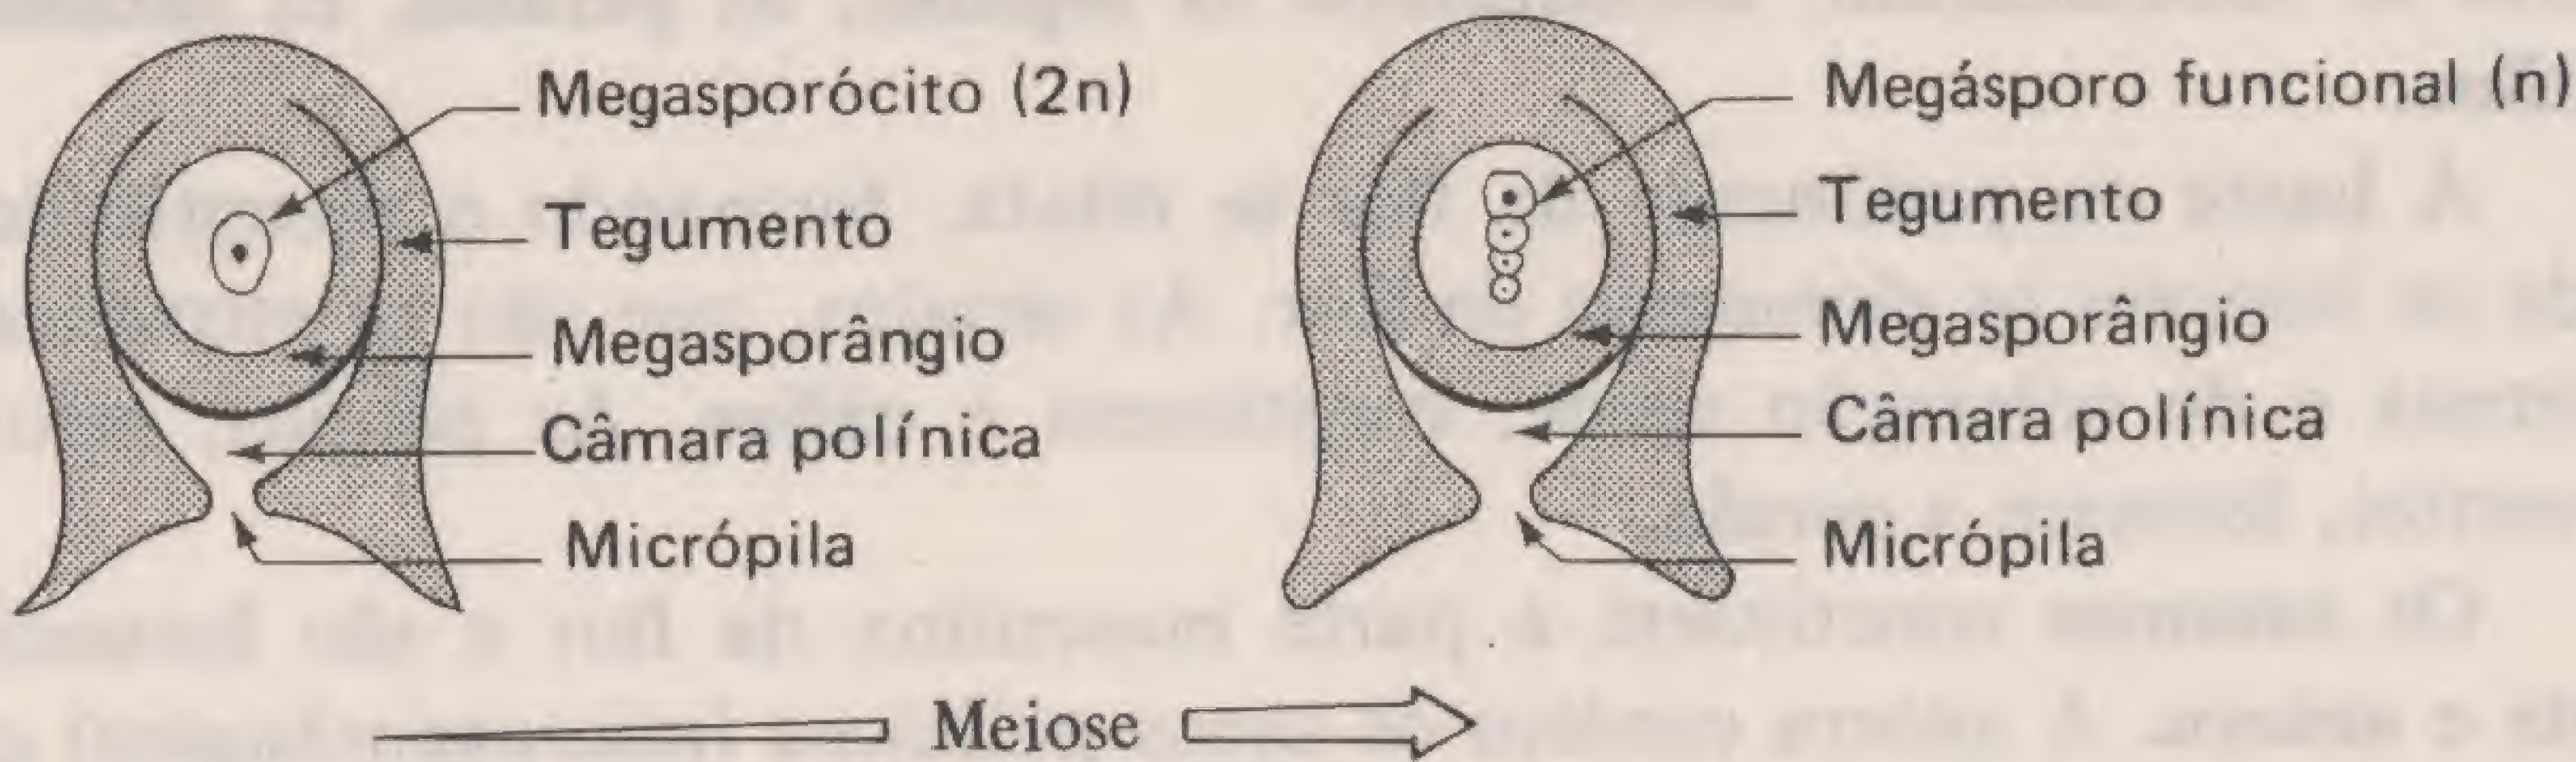 Megasporócito (2n)
Tegumento
Megasporângio
Câmara polínica
Micrópila
Megásporo funcional (n)
Tegumento
Megasporângio
Câmara polínica
Micrópila
Meiose